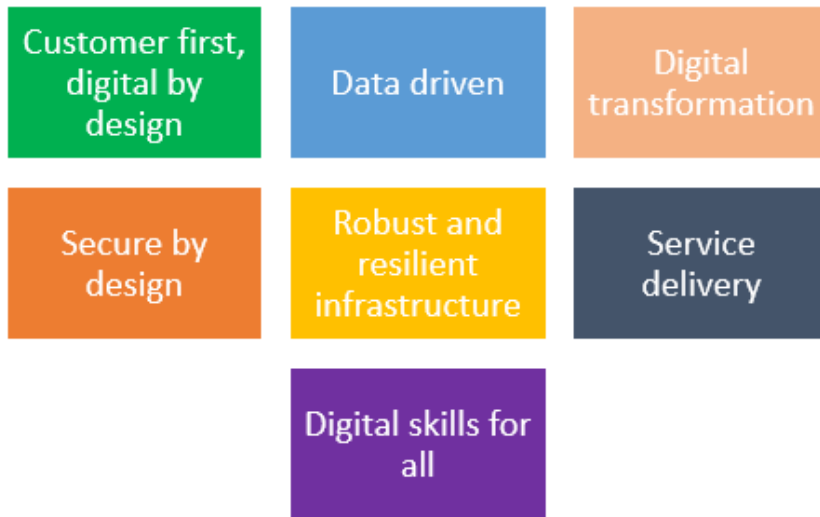 Customer first,
digital by
design
Data driven
Digital
transformation
Secure by
design
Robust and
resilient
infrastructure
Service
delivery
Digital skills for
all